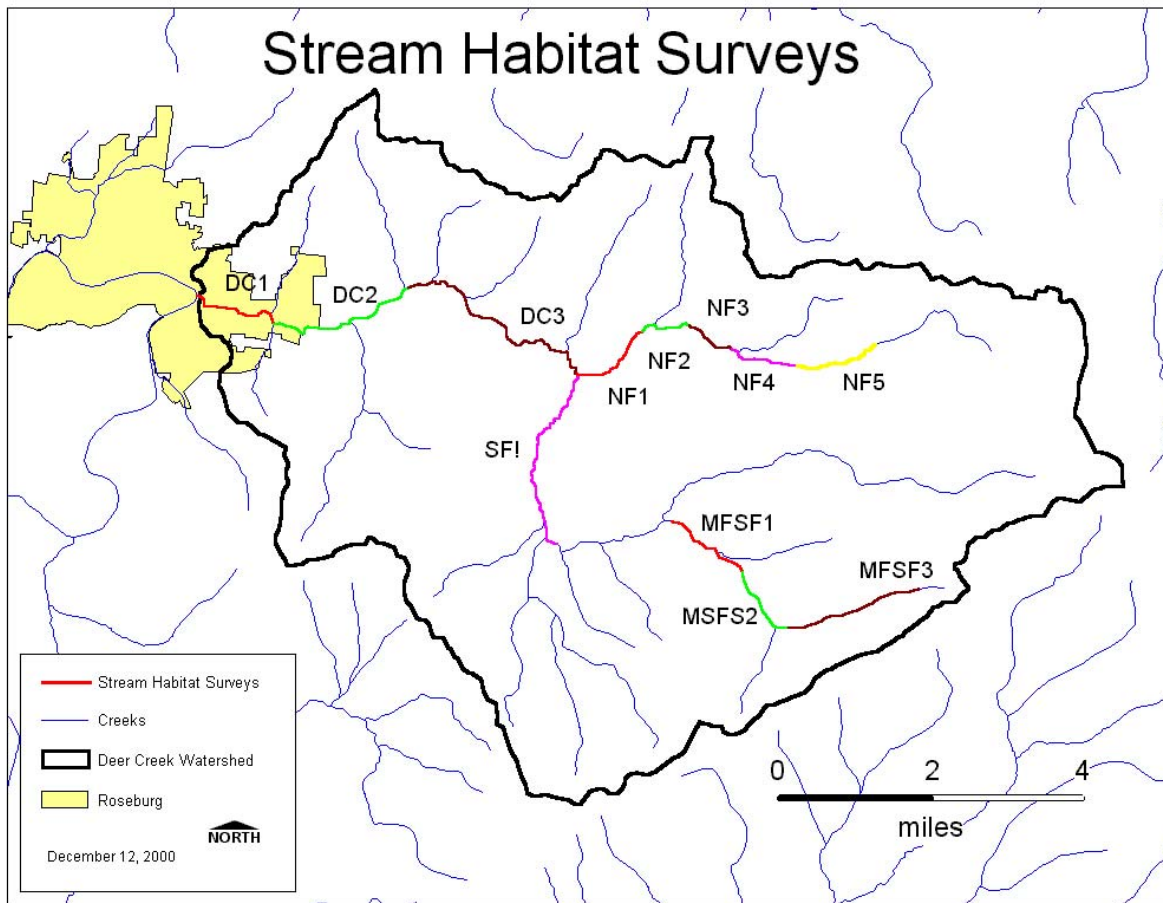 Stream Habitat Surveys
DC1
DC2
DC3
NF1
NF2
NF3
NF4
NF5
SF!
MFSF1
MSFS2
MFSF3
Stream Habitat Surveys
Creeks
Deer Creek Watershed
Roseburg
NORTH
December 12, 2000
0 2 4
miles